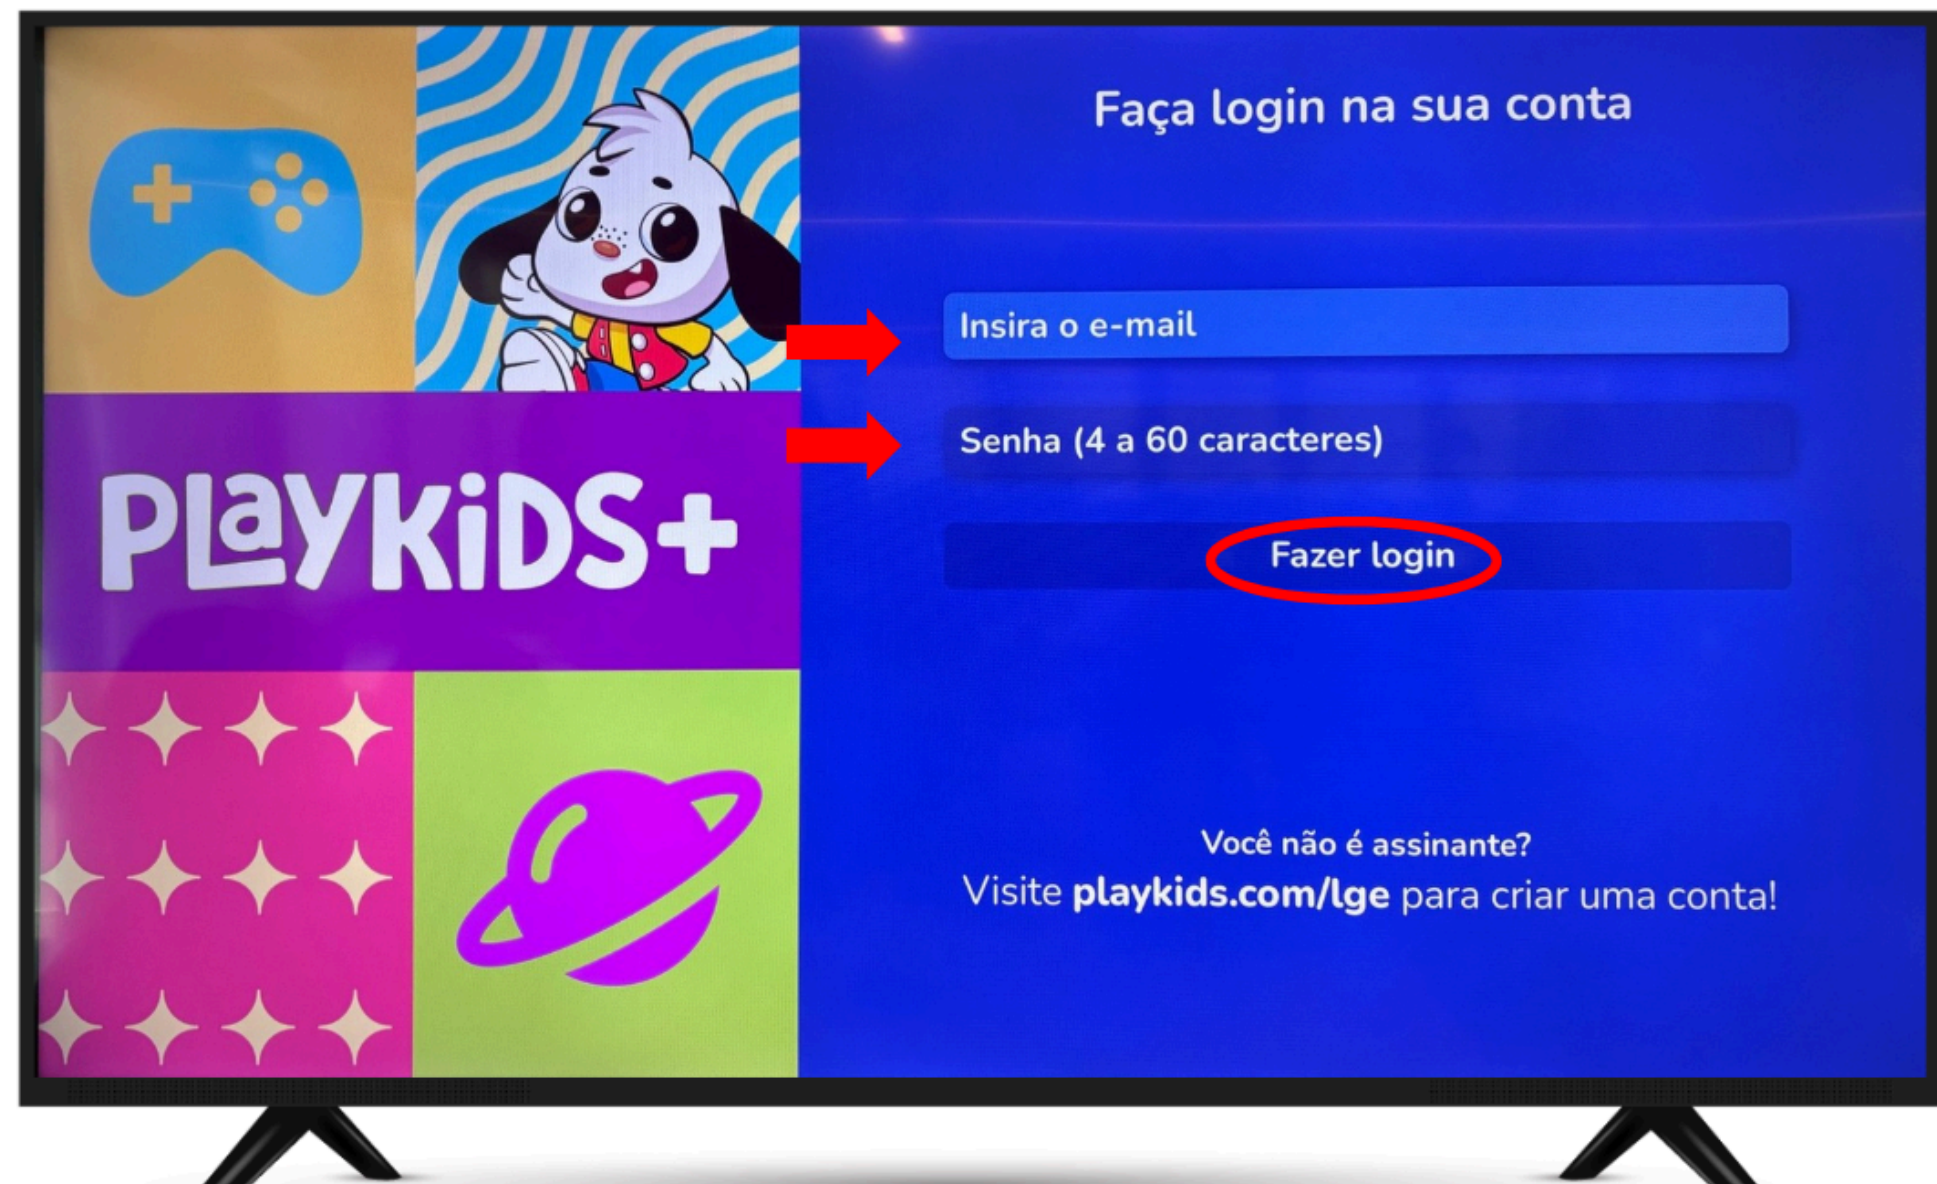 Faça login na sua conta
Insira o e-mail
Senha (4 a 60 caracteres)
PLaYKiDS+
Fazer login
Você não é assinante?
Visite playkids.com/lge para criar uma conta!